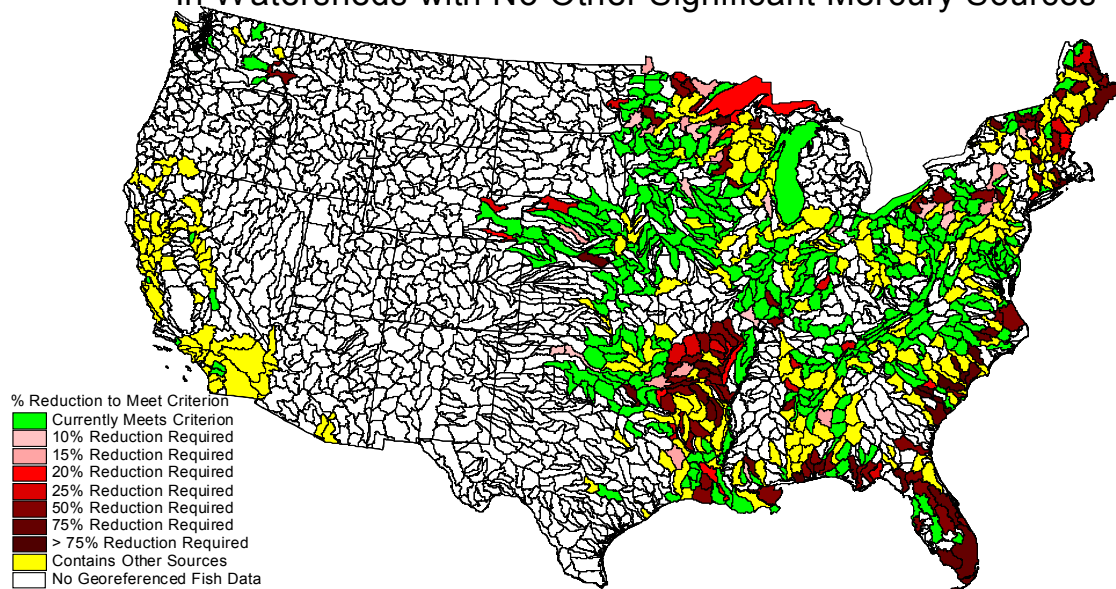 in Watersheds with No Other Significant Mercury Sources
% Reduction to Meet Criterion
Currently Meets Criterion
10% Reduction Required
15% Reduction Required
20% Reduction Required
25% Reduction Required
50% Reduction Required
75% Reduction Required
> 75% Reduction Required
Contains Other Sources
No Georeferenced Fish Data